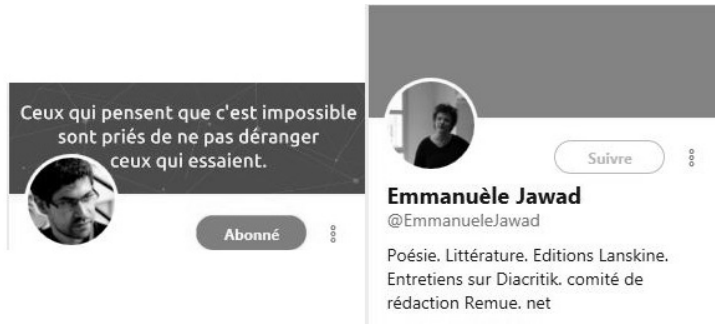 Ceux qui pensent que c'est impossible
sont priés de ne pas déranger
ceux qui essaient.
Abonné
Suivre
Emmanuèle Jawad
@EmmanueleJawad
Poésie. Littérature. Editions Lanskine.
Entretiens sur Diacritik. comité de
rédaction Remue. net